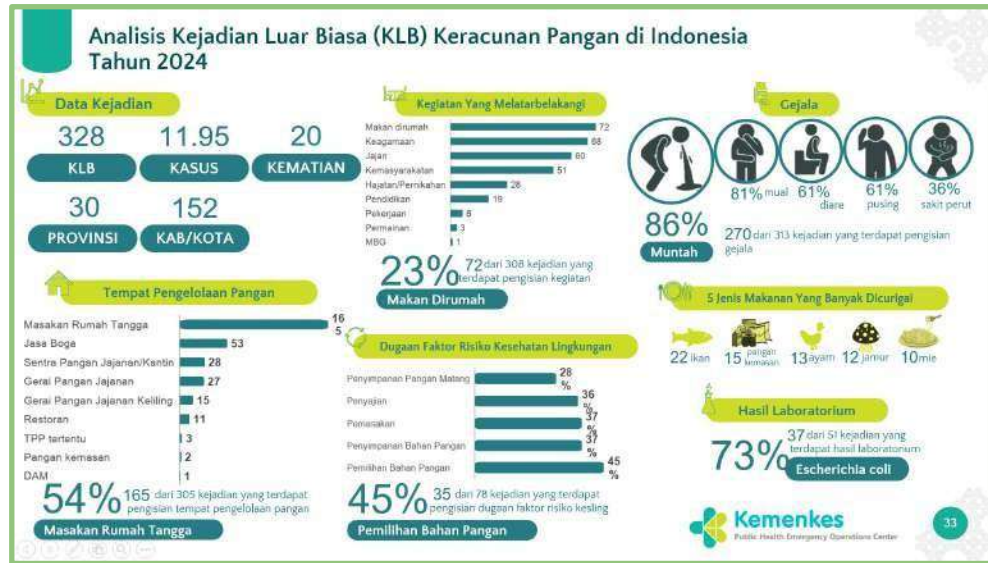 Analisis Kejadian Luar Biasa (KLB) Keracunan Pangan di Indonesia
Tahun 2024
Data Kejadian
328
KLB
11.95
KASUS
20
KEMATIAN
30
PROVINSI
152
KAB/KOTA
Kegiatan Yang Melatarbelakangi
Makan dirumah 72
Keagamaan 68
Jajan 60
Kemasyarakatan 51
Hajatan/Pernikahan 28
Pendidikan 19
Pekerjaan 6
Permainan 3
MBG 1
23% 72 dari 308 kejadian yang
terdapat pengisian kegiatan
Makan Dirumah
Gejala
86%
Muntah
81% mual
61%
diare
61%
pusing
36%
sakit perut
270 dari 313 kejadian yang terdapat pengisian
gejala
Tempat Pengelolaan Pangan
Masakan Rumah Tangga 16
5
Jasa Boga 53
Sentra Pangan Jajanan/Kantin 28
Gerai Pangan Jajanan 27
Gerai Pangan Jajanan Keliling 15
Restoran 11
TPP tertentu 3
Pangan kemasan 2
DAM 1
54% 165 dari 305 kejadian yang terdapat
pengisian tempat pengelolaan pangan
Masakan Rumah Tangga
Dugaan Faktor Risiko Kesehatan Lingkungan
Penyimpanan Pangan Matang 28
%
Penyajian 36
%
Pemasakan 37
%
Penyimpanan Bahan Pangan 37
%
Pemilihan Bahan Pangan 45
%
45% 35 dari 78 kejadian yang terdapat
pengisian dugaan faktor risiko kesling
Pemilihan Bahan Pangan
5 Jenis Makanan Yang Banyak Dicurigai
22 ikan
15 pangan
kemasan
13 ayam
12 jamur
10 mie
Hasil Laboratorium
73% 37 dari 51 kejadian yang
terdapat hasil laboratorium
Escherichia coli
Kemenkes
Public Health Emergency Operations Center
33